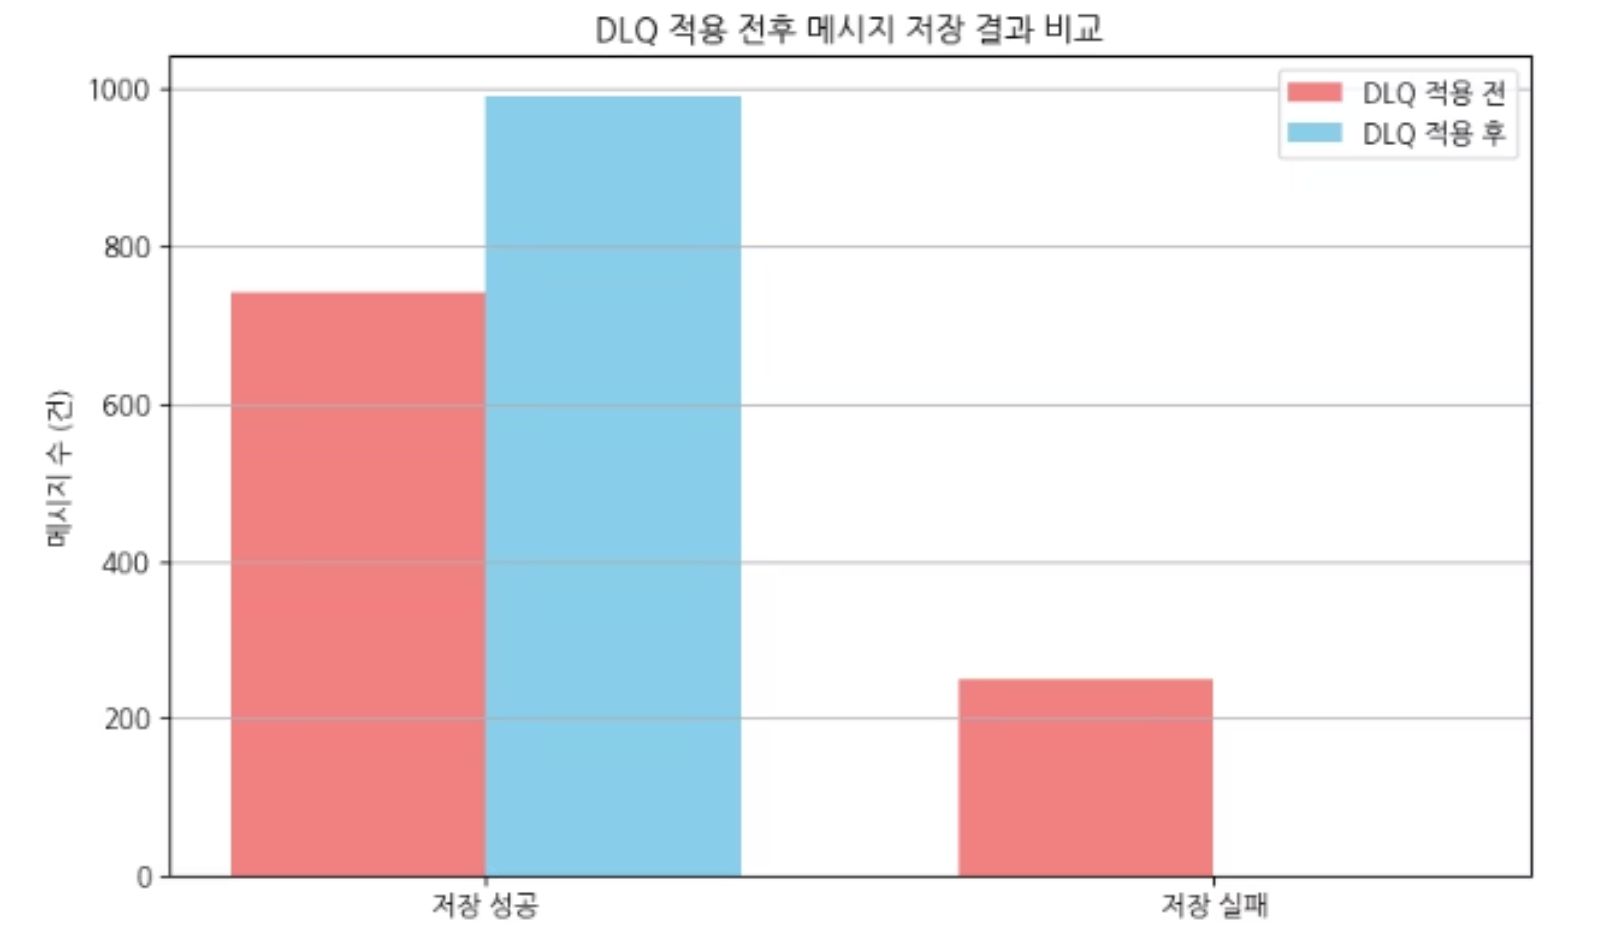 DLQ 적용 전후 메시지 저장 결과 비교
DLQ 적용 전
DLQ 적용 후
메시지 수 (건)
1000
800
600
400
200
0
저장 성공
저장 실패